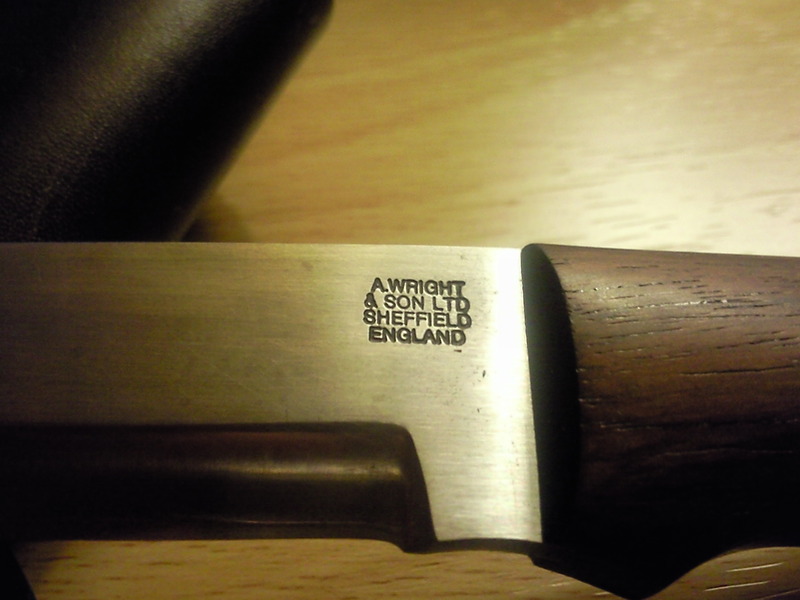 A.WRIGHT
& SON LTD
SHEFFIELD
ENGLAND